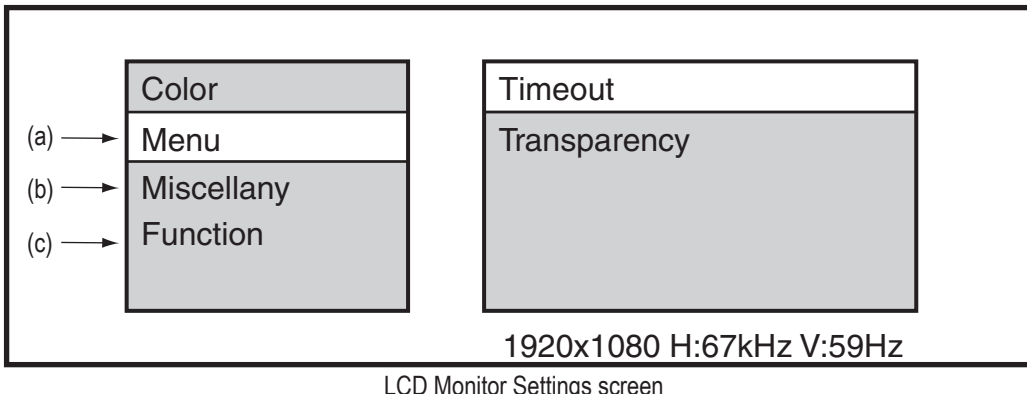 Color
(a) Menu
(b) Miscellany
(c) Function
Timeout
Transparency
1920x1080 H:67kHz V:59Hz
LCD Monitor Settings screen